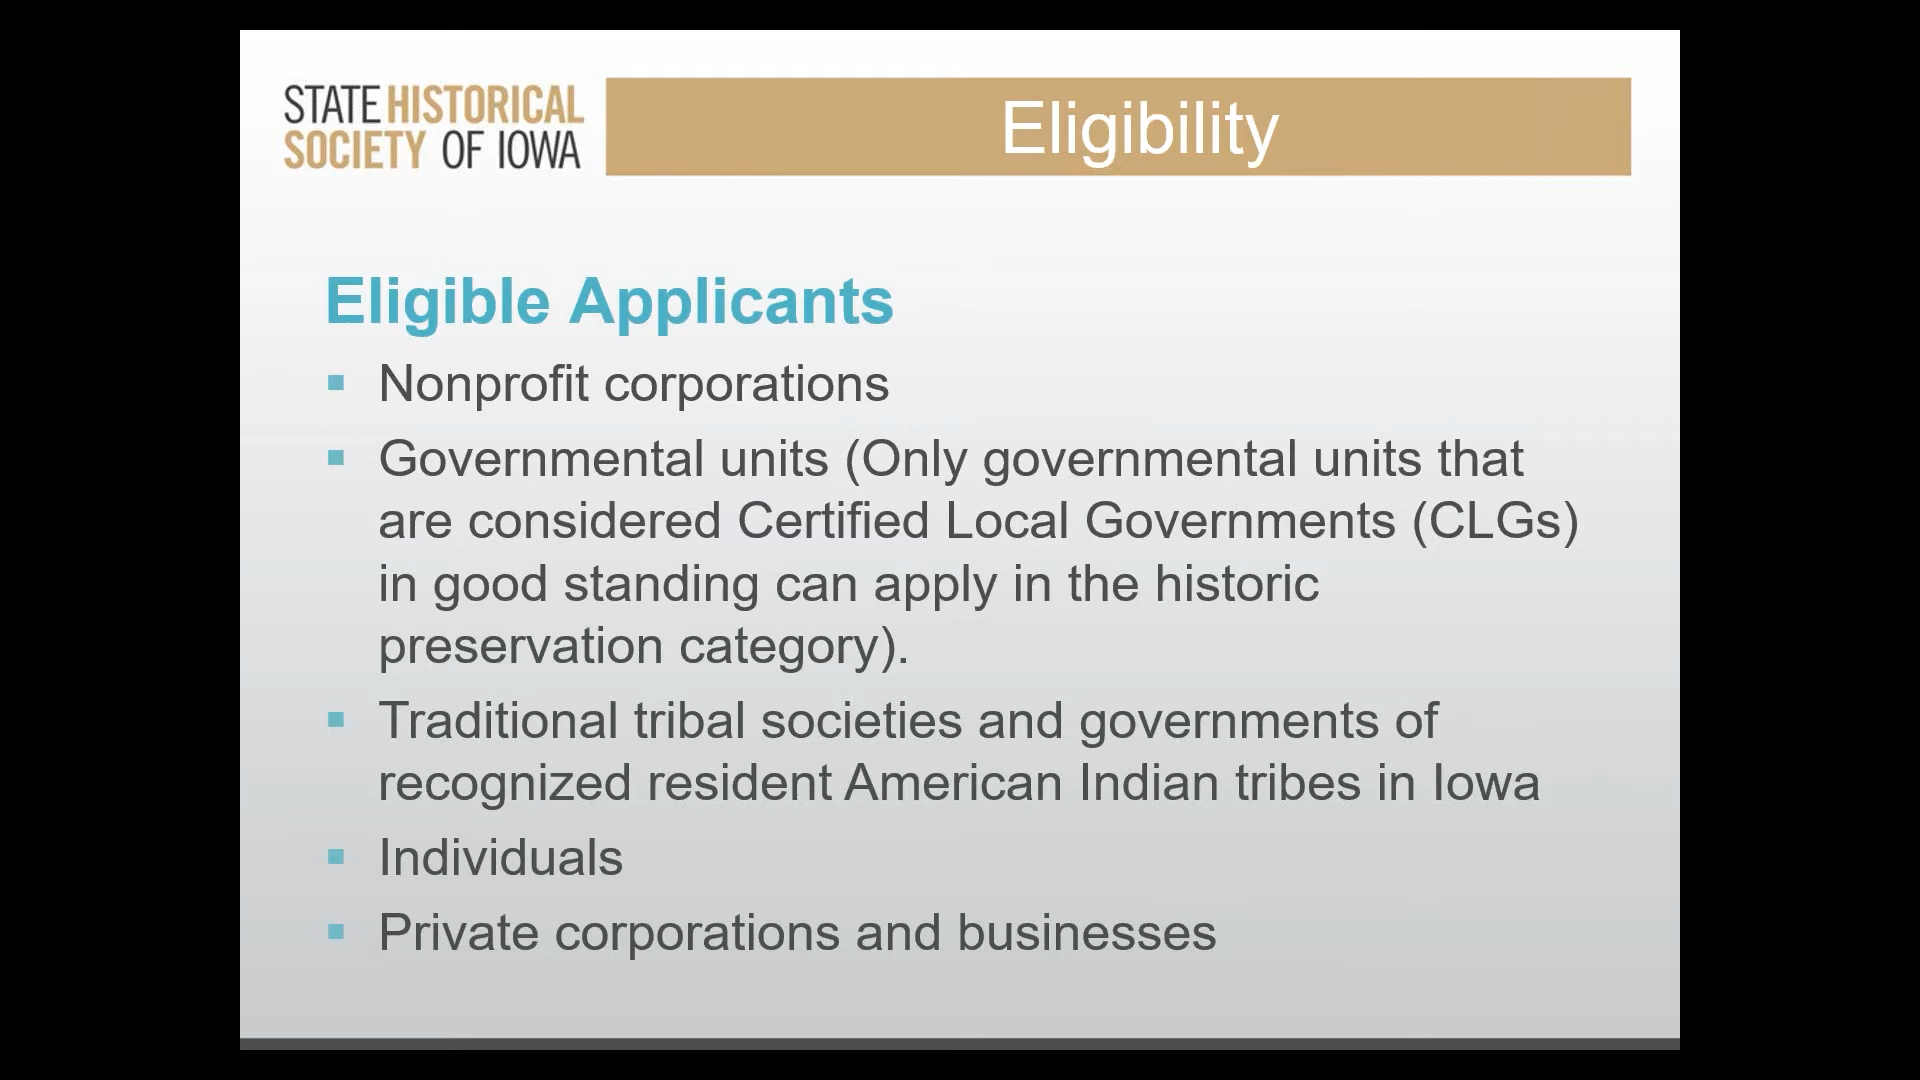 STATE HISTORICAL
SOCIETY OF IOWA
Eligibility
Eligible Applicants
Nonprofit corporations
Governmental units (Only governmental units that
are considered Certified Local Governments (CLGs)
in good standing can apply in the historic
preservation category).
Traditional tribal societies and governments of
recognized resident American Indian tribes in Iowa
Individuals
Private corporations and businesses